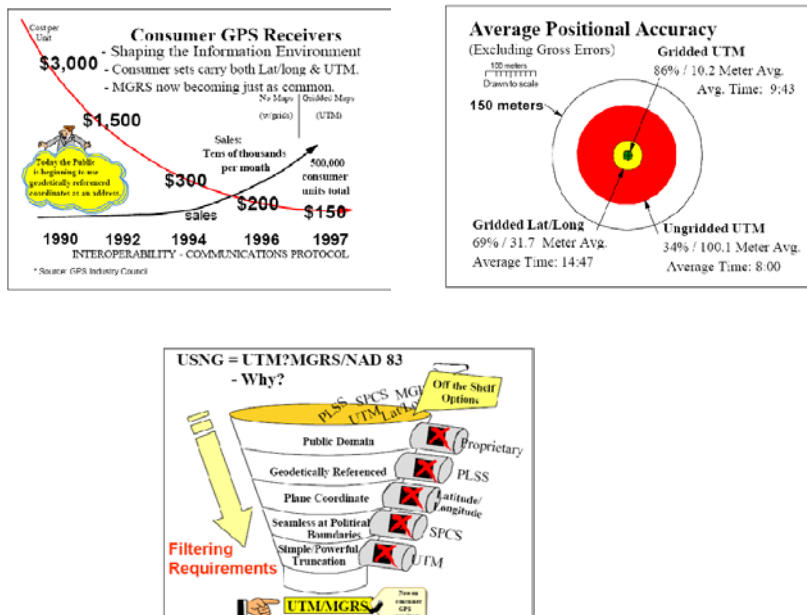 Cost per
Unit
Consumer GPS Receivers
- Shaping the Information Environment
- Consumer sets carry both Lat/long & UTM.
- MGRS now becoming just as common.
$3,000
No Maps
(w/grids)
Gridded Maps
(UTM)
$1,500
Sales:
Tens of thousands
per month
500,000
consumer
units total
Today the Public
is beginning to use
geodetically referenced
coordinates as an address.
$300
$200
$150
sales
1990 1992 1994 1996 1997
INTEROPERABILITY - COMMUNICATIONS PROTOCOL
* Source: GPS Industry Council
Average Positional Accuracy
(Excluding Gross Errors)
100 meters
Drawn to scale
150 meters
Gridded UTM
86% / 10.2 Meter Avg.
Avg. Time: 9:43
Gridded Lat/Long
69% / 31.7 Meter Avg.
Average Time: 14:47
Ungridded UTM
34% / 100.1 Meter Avg.
Average Time: 8:00
USNG = UTM?MGRS/NAD 83
- Why?
PLSS SPCS
UTM
Off the Shelf
Options
Public Domain
Proprietary
Geodetically Referenced
PLSS
Plane Coordinate
Latitude/
Longitude
Seamless at Political
Boundaries
SPCS
Simple/Powerful
Truncation
UTM
Filtering
Requirements
UTM/MGRS
Now on
consumer
GPS